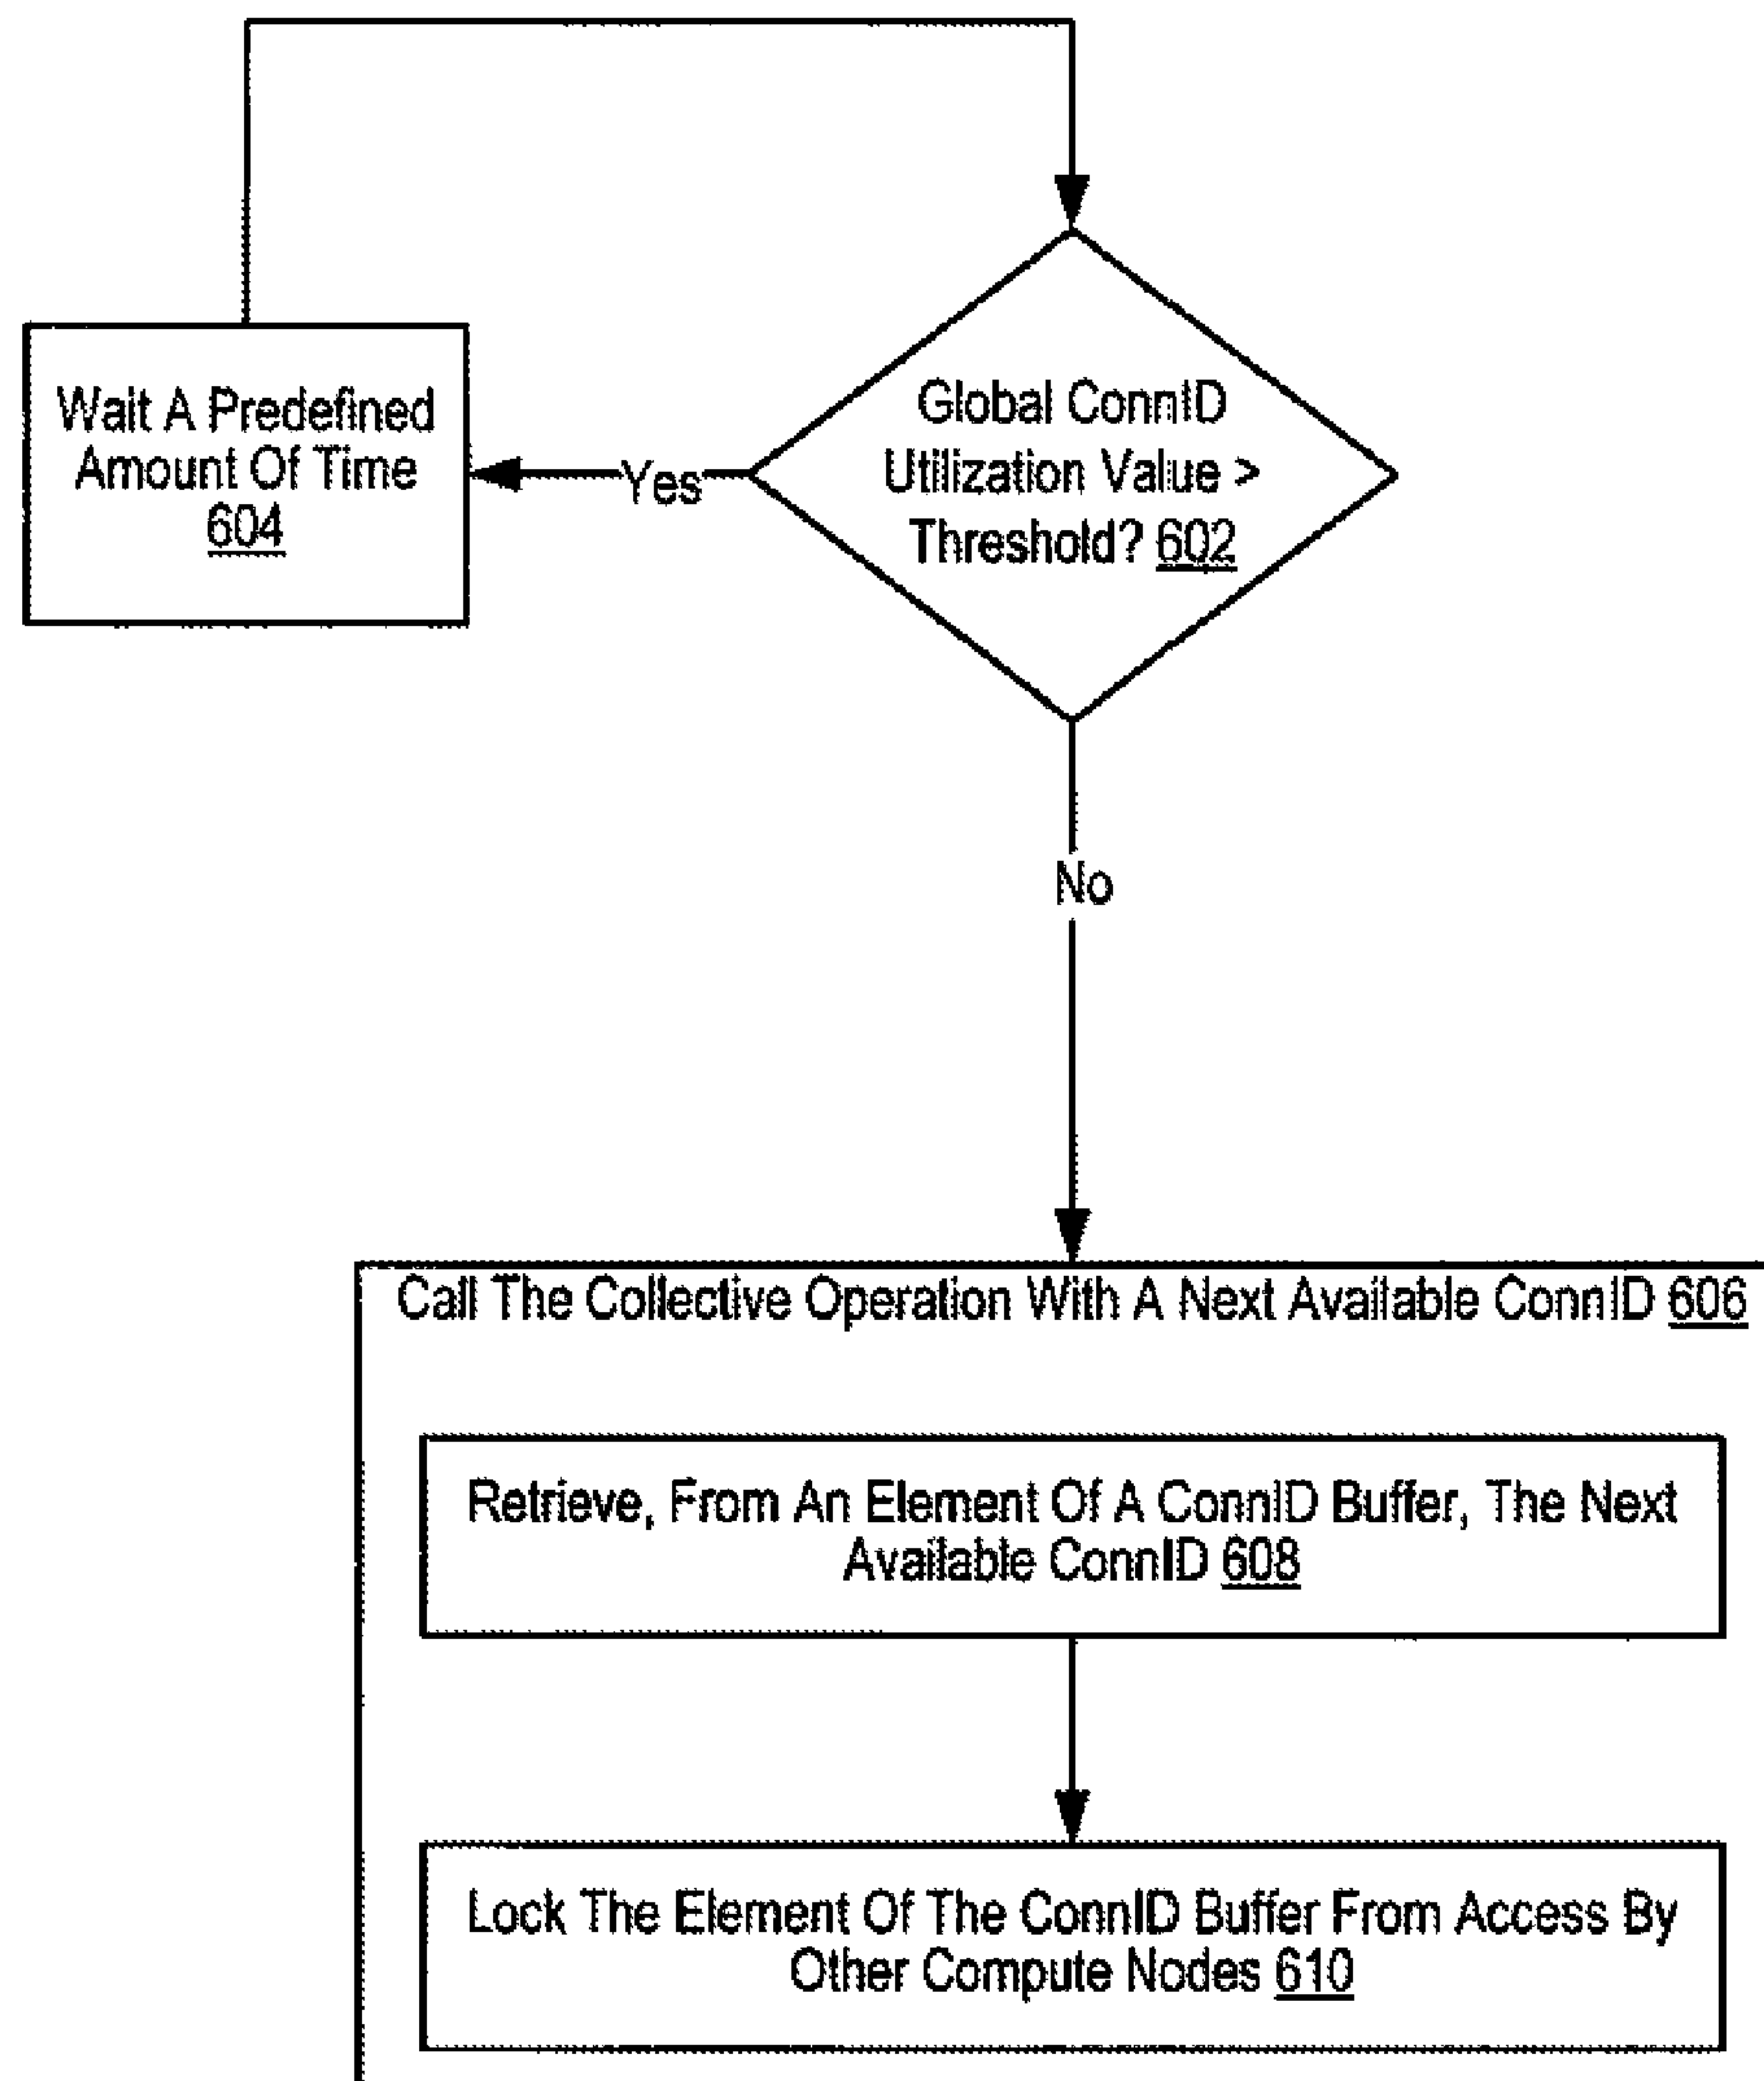 Wait A Predefined
Amount Of Time
604
Yes
Global ConnID
Utilization Value >
Threshold? 602
No
Call The Collective Operation With A Next Available ConnID 606
Retrieve, From An Element Of A ConnID Buffer, The Next
Available ConnID 608
Lock The Element Of The ConnID Buffer From Access By
Other Compute Nodes 610